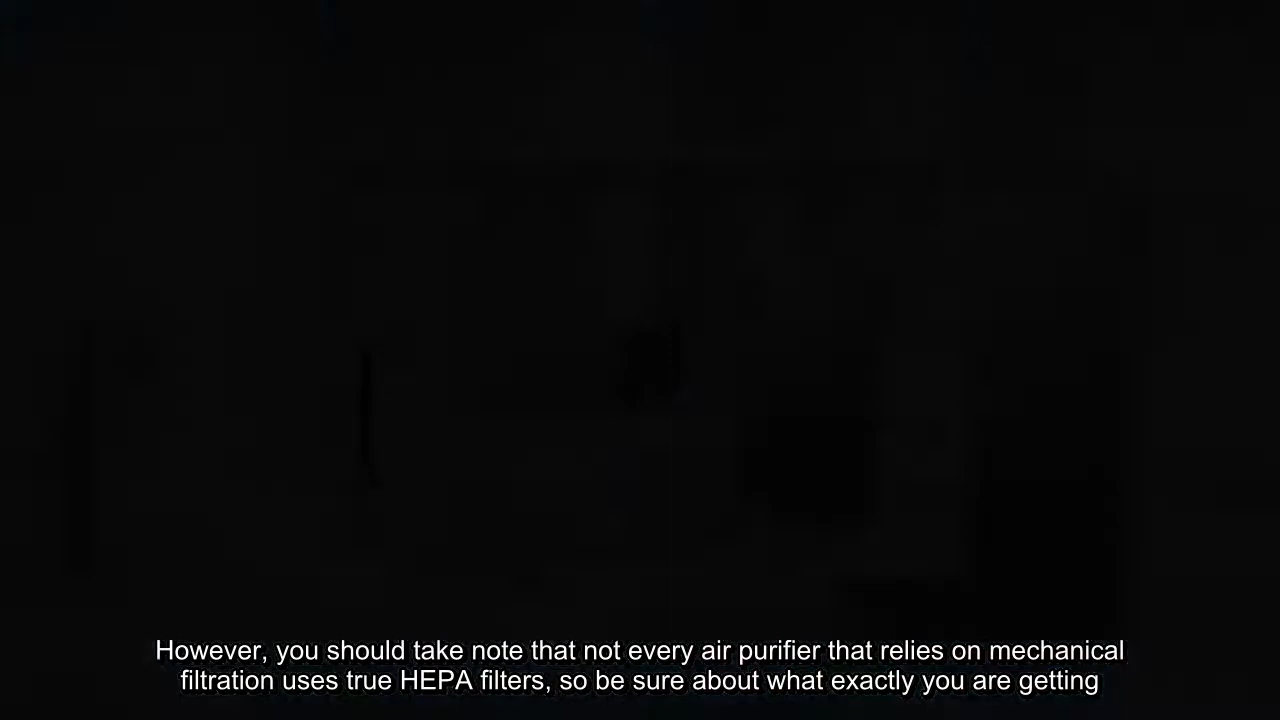 However, you should take note that not every air purifier that relies on mechanical
filtration uses true HEPA filters, so be sure about what exactly you are getting